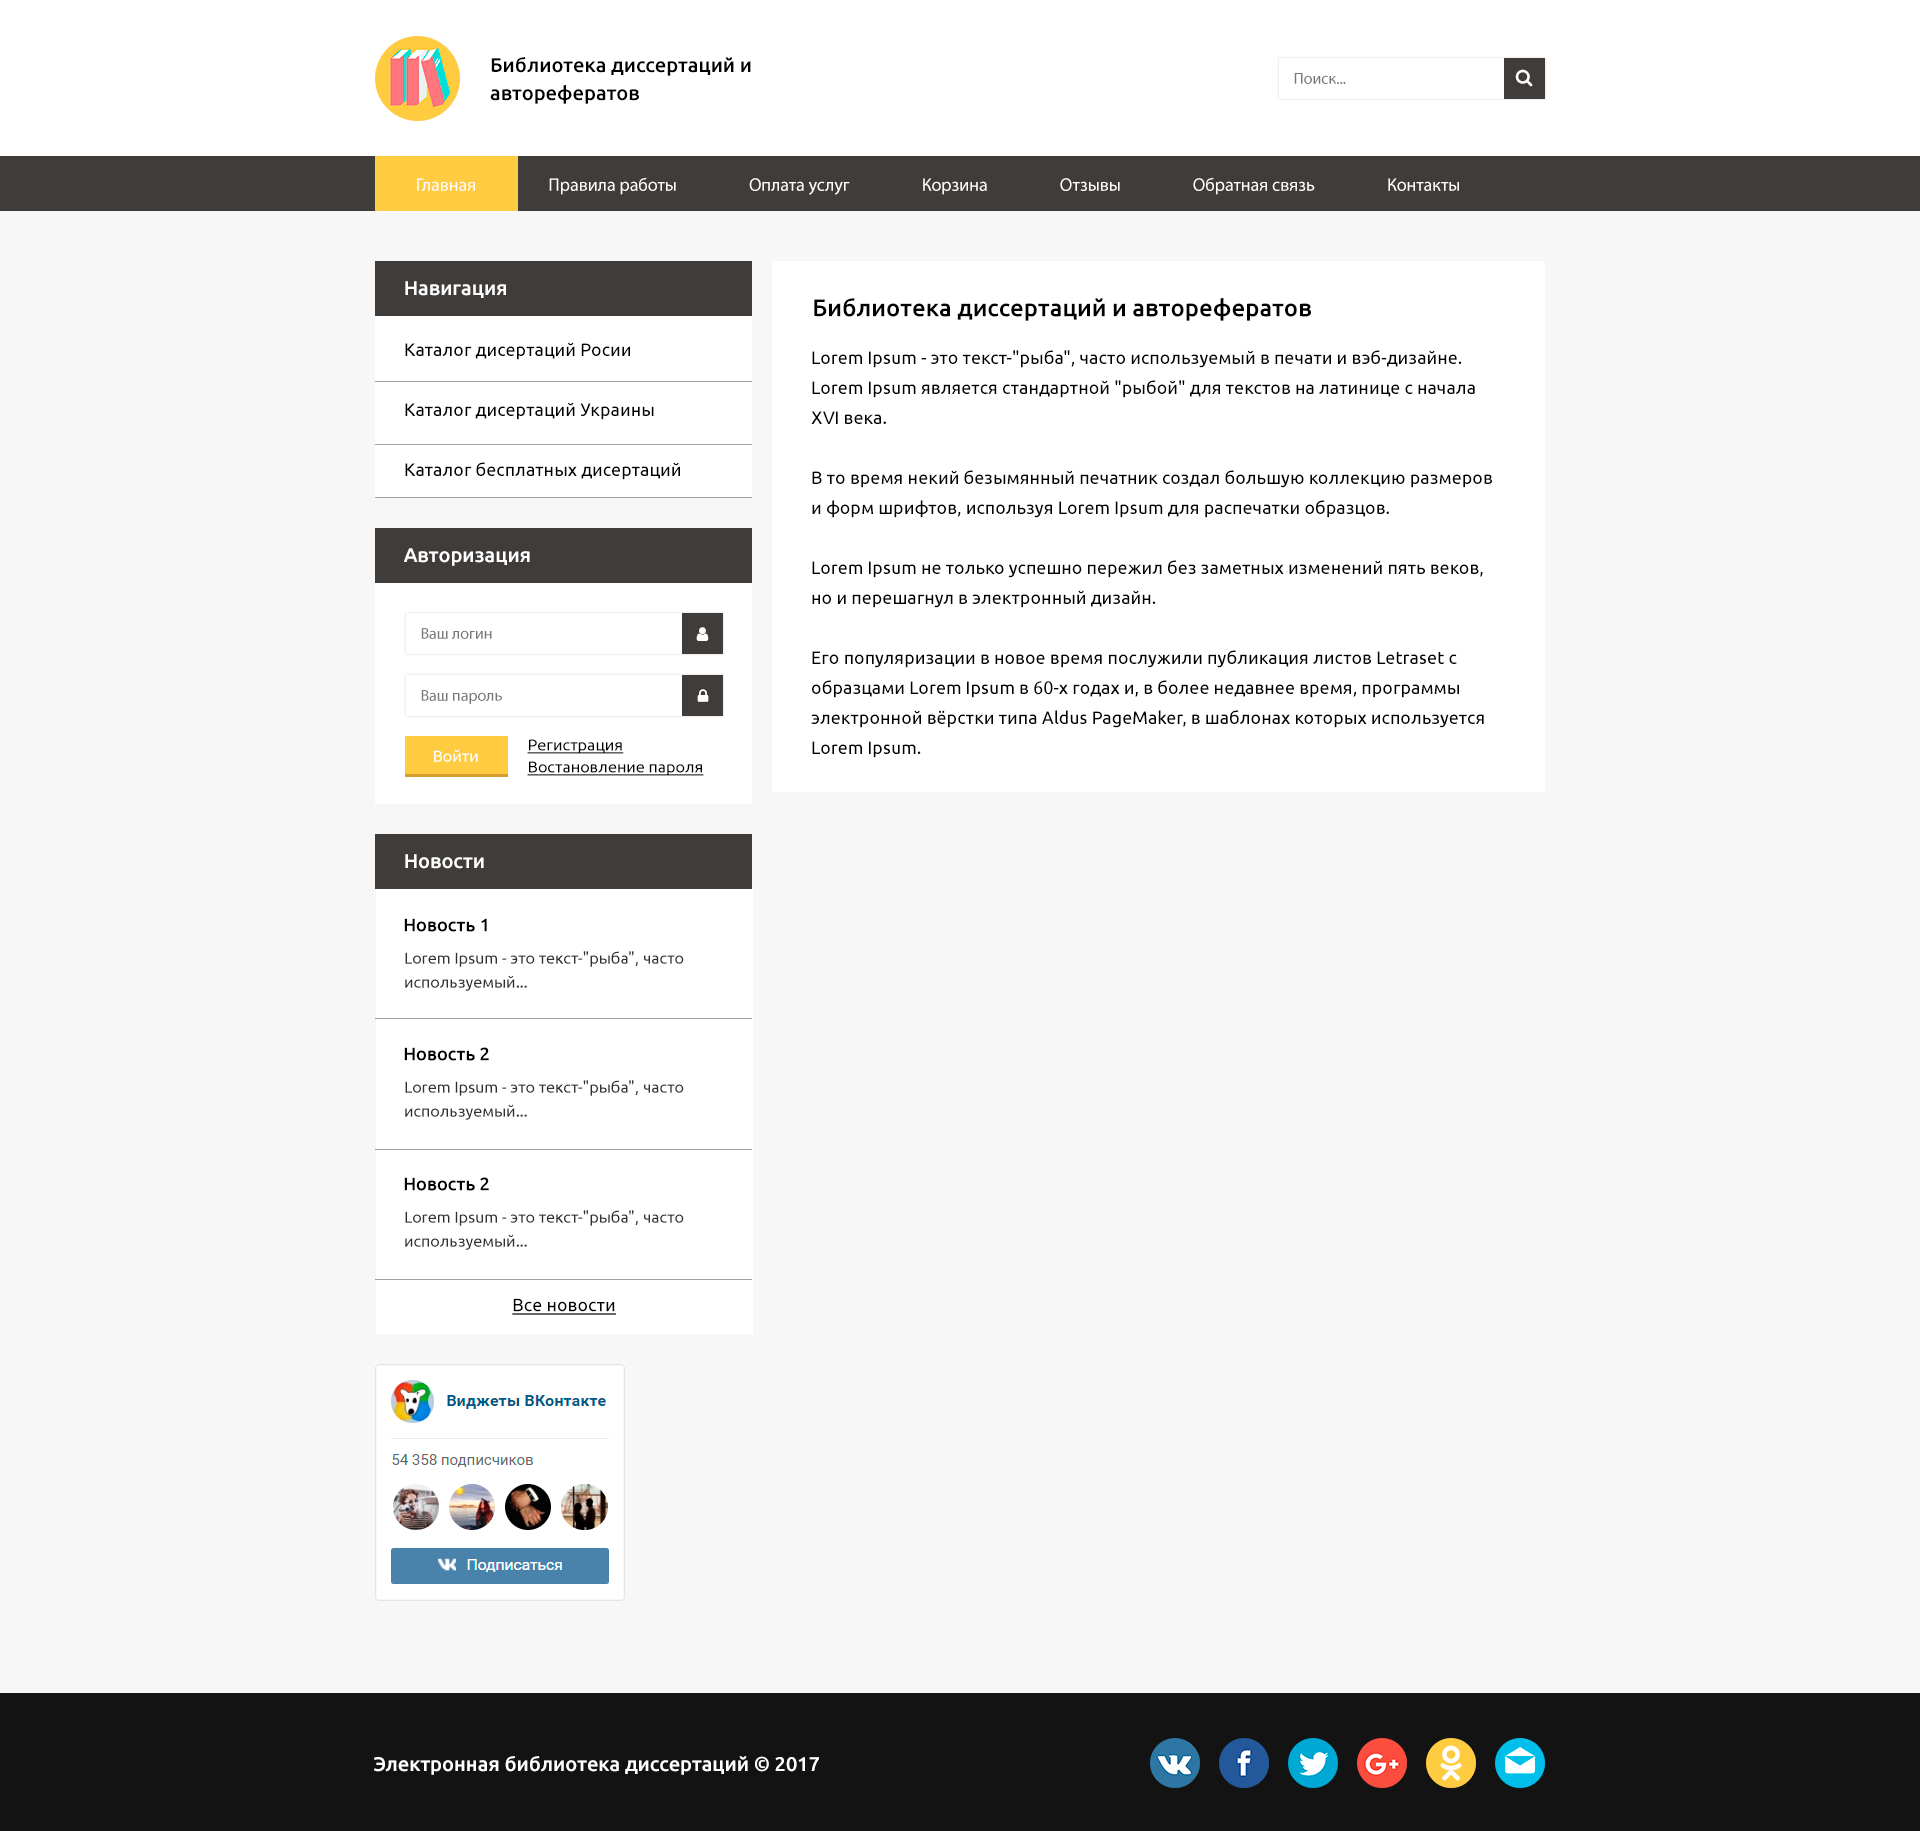 Библиотека диссертаций и
авторефератов
Поиск...
Главная
Правила работы
Оплата услуг
Корзина
Отзывы
Обратная связь
Контакты
Навигация
Каталог дисертаций Росии
Каталог дисертаций Украины
Каталог бесплатных дисертаций
Авторизация
Ваш логин
Ваш пароль
Войти
Регистрация
Востановление пароля
Новости
Новость 1
Lorem Ipsum - это текст-"рыба", часто
используемый...
Новость 2
Lorem Ipsum - это текст-"рыба", часто
используемый...
Новость 2
Lorem Ipsum - это текст-"рыба", часто
используемый...
Все новости
Виджеты ВКонтакте
54 358 подписчиков
Подписаться
Библиотека диссертаций и авторефератов
Lorem Ipsum - это текст-"рыба", часто используемый в печати и вэб-дизайне.
Lorem Ipsum является стандартной "рыбой" для текстов на латинице с начала
XVI века.
В то время некий безымянный печатник создал большую коллекцию размеров
и форм шрифтов, используя Lorem Ipsum для распечатки образцов.
Lorem Ipsum не только успешно пережил без заметных изменений пять веков,
но и перешагнул в электронный дизайн.
Его популяризации в новое время послужили публикация листов Letraset с
образцами Lorem Ipsum в 60-х годах и, в более недавнее время, программы
электронной вёрстки типа Aldus PageMaker, в шаблонах которых используется
Lorem Ipsum.
Электронная библиотека диссертаций © 2017